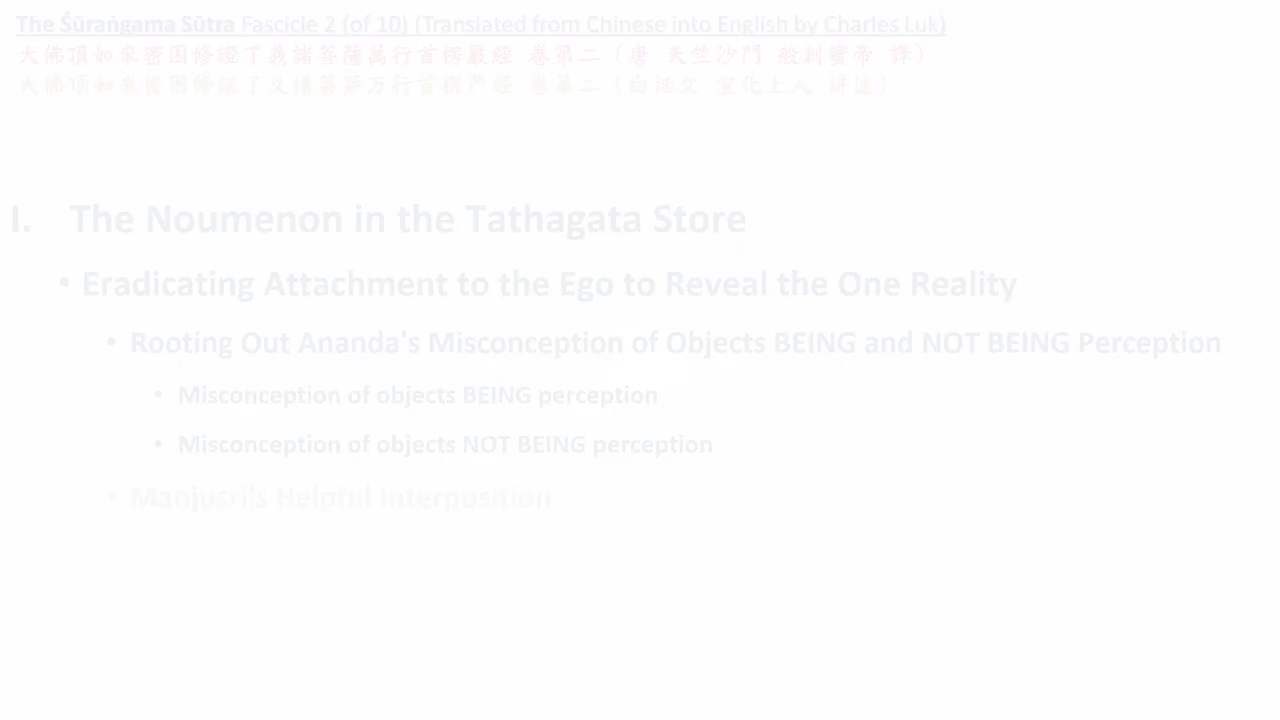 The Śūraṅgama Sūtra Fascicle 2 (of 10) (Translated from Chinese into English by Charles Luk)
大佛頂如來密因修證了義諸菩薩萬行首楞嚴經 卷第二 (唐 天竺沙門 般剌蜜帝 譯)
大佛頂如來密因修证了义诸菩萨万行首楞严经 卷第二 (白话文 宣化上人 讲述)
I. The Noumenon in the Tathagata Store
• Eradicating Attachment to the Ego to Reveal the One Reality
• Rooting Out Ananda's Misconception of Objects BEING and NOT BEING Perception
• Misconception of objects BEING perception
• Misconception of objects NOT BEING perception
• Manjusri's Helpful Interposition